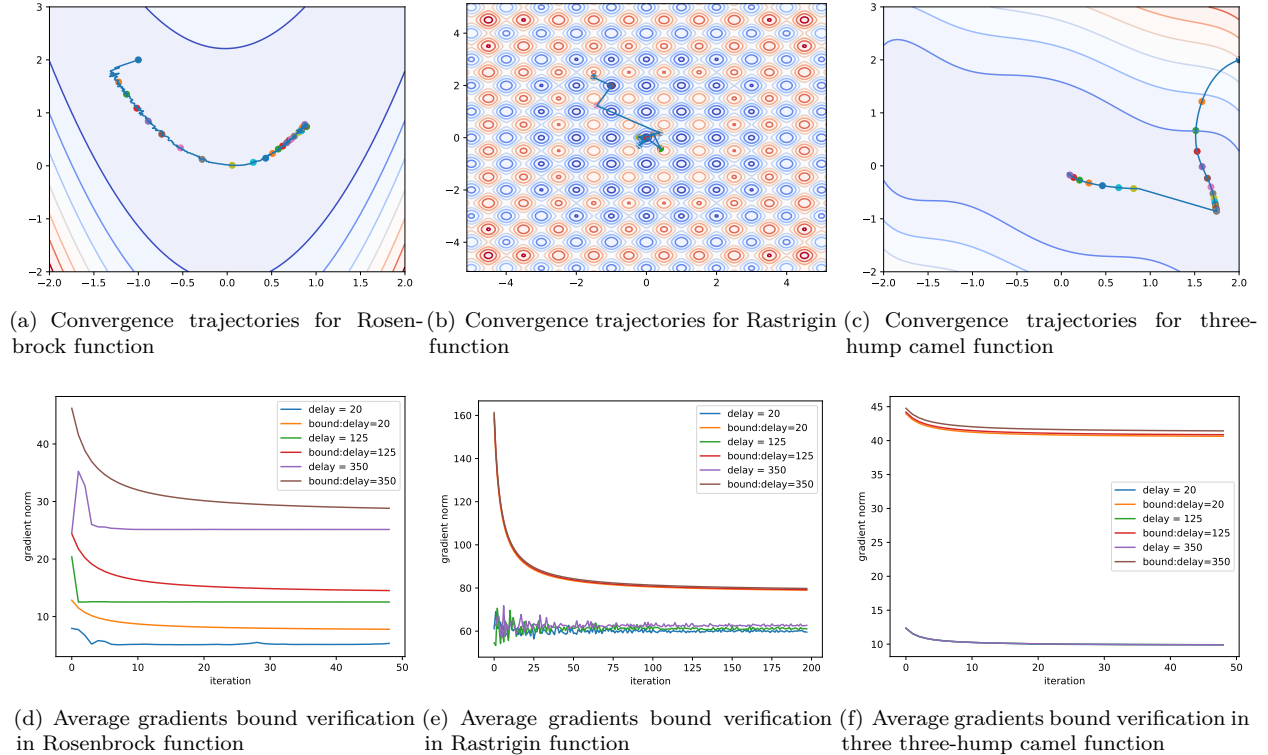 3
2
1
0
−1
−2
−2.0 −1.5 −1.0 −0.5 0.0 0.5 1.0 1.5 2.0
4
2
0
−2
−4
−4 −2 0 2 4
3
2
1
0
−1
−2
−2.0 −1.5 −1.0 −0.5 0.0 0.5 1.0 1.5 2.0
(a) Convergence trajectories for Rosen-
brock function
(b) Convergence trajectories for Rastrigin
function
(c) Convergence trajectories for three-
hump camel function
gradient norm
40
30
20
10
0 10 20 30 40 50
iteration
delay = 20
bound:delay=20
delay = 125
bound:delay=125
delay = 350
bound:delay=350
gradient norm
160
140
120
100
80
60
0 25 50 75 100 125 150 175 200
iteration
delay = 20
bound:delay=20
delay = 125
bound:delay=125
delay = 350
bound:delay=350
gradient norm
45
40
35
30
25
20
15
10
0 10 20 30 40 50
iteration
delay = 20
bound:delay=20
delay = 125
bound:delay=125
delay = 350
bound:delay=350
(d) Average gradients bound verification
in Rosenbrock function
(e) Average gradients bound verification
in Rastrigin function
(f) Average gradients bound verification in
three three-hump camel function